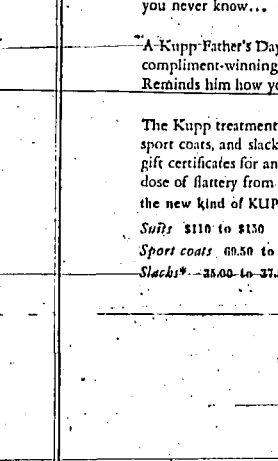 you never know...
A Kupp Father's Day
compliment-winning
Reminds him how yo
The Kupp treatment
sport coats, and slack
gift certificates for an
dose of flattery from
the new kind of KUP
Suits $110 to $150
Sport coats 69.50 to
Slacks* 25.00 to 37.